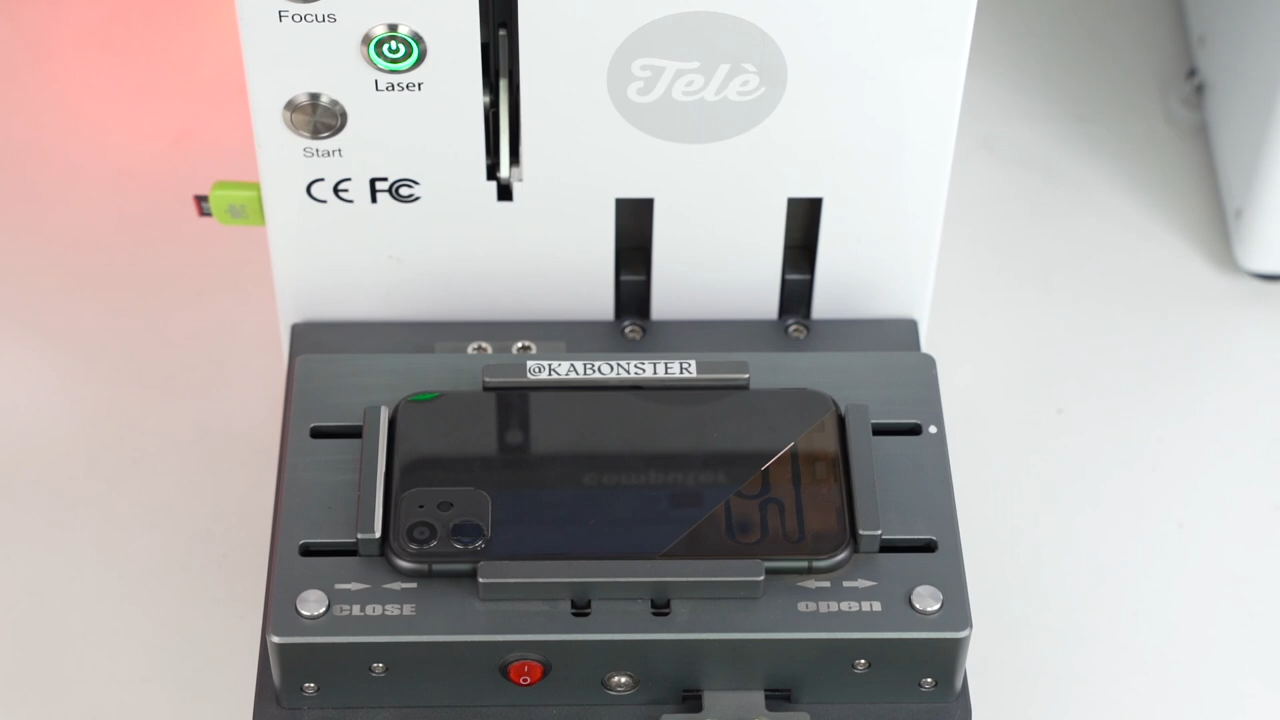 Focus
Laser
Telè
Start
CE FC
@KABONSTER
CLOSE
open